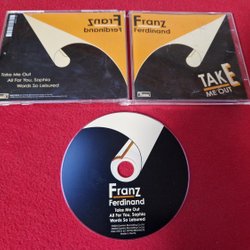 Franz
Ferdinand
Take Me Out
All For You, Sophia
Words So Leisured
Franz
Ferdinand
TAKE
ME OUT
Franz
Ferdinand
Take Me Out
All For You, Sophia
Words So Leisured